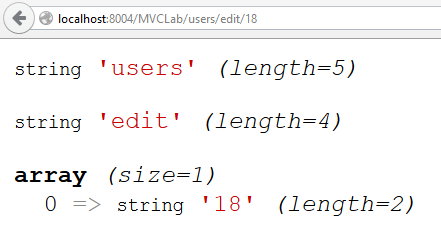 localhost:8004/MVCLab/users/edit/18
string 'users' (length=5)
string 'edit' (length=4)
array (size=1)
0 => string '18' (length=2)